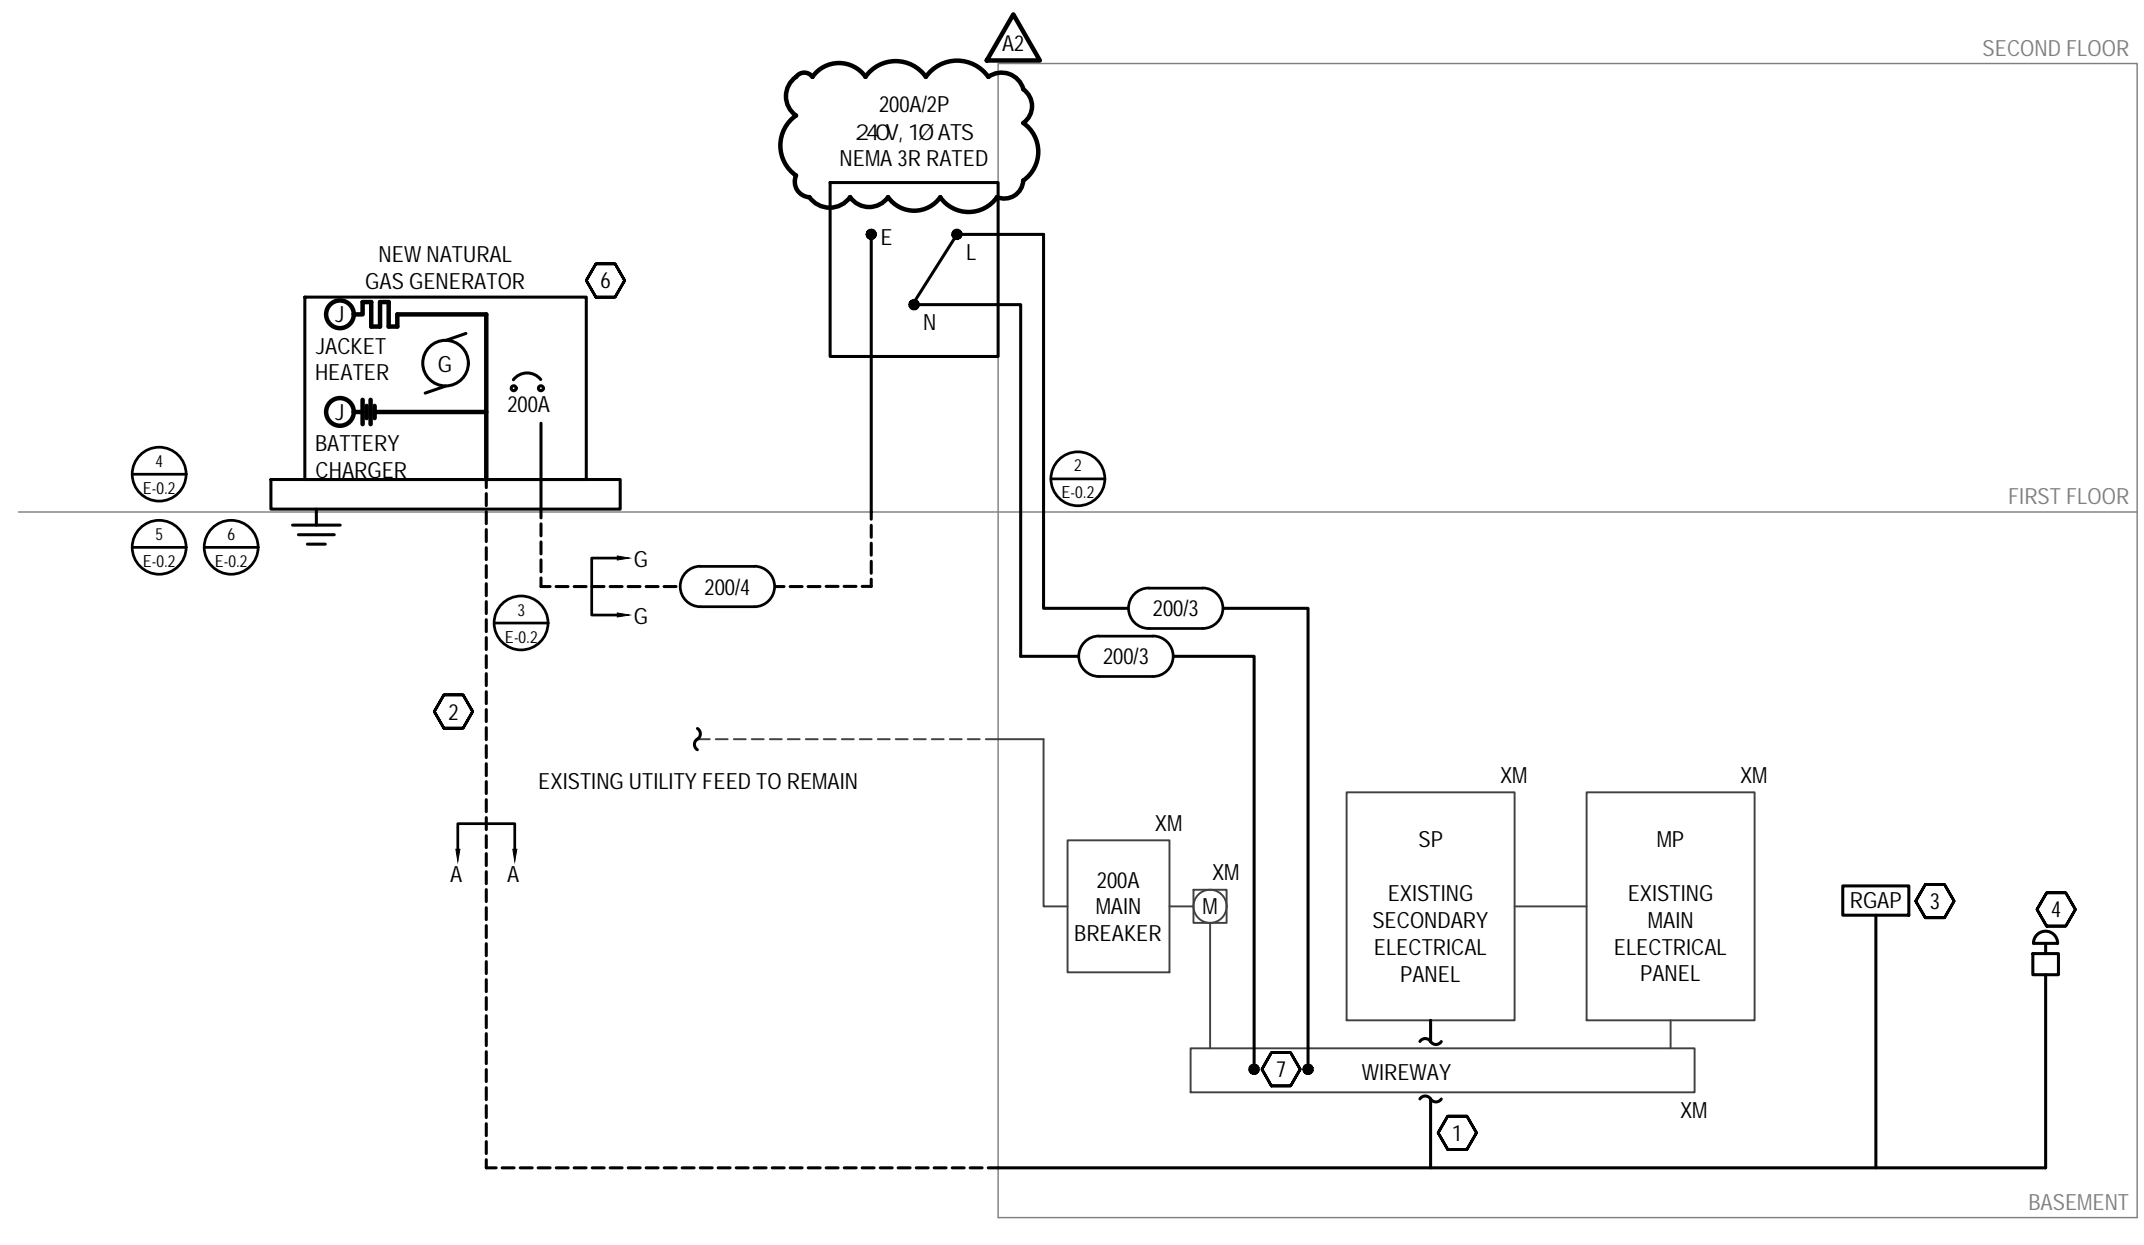 A2
SECOND FLOOR
200A/2P
240V, 1Ø ATS
NEMA 3R RATED
E
L
N
NEW NATURAL
GAS GENERATOR
6
J
JACKET
HEATER
G
200A
J
BATTERY
CHARGER
4
E-0.2
2
E-0.2
FIRST FLOOR
5
E-0.2
6
E-0.2
G
200/4
G
3
E-0.2
200/3
200/3
2
EXISTING UTILITY FEED TO REMAIN
A
A
XM
200A
MAIN
BREAKER
XM
M
XM
SP
EXISTING
SECONDARY
ELECTRICAL
PANEL
XM
MP
EXISTING
MAIN
ELECTRICAL
PANEL
RGAP
3
4
7
WIREWAY
XM
1
BASEMENT